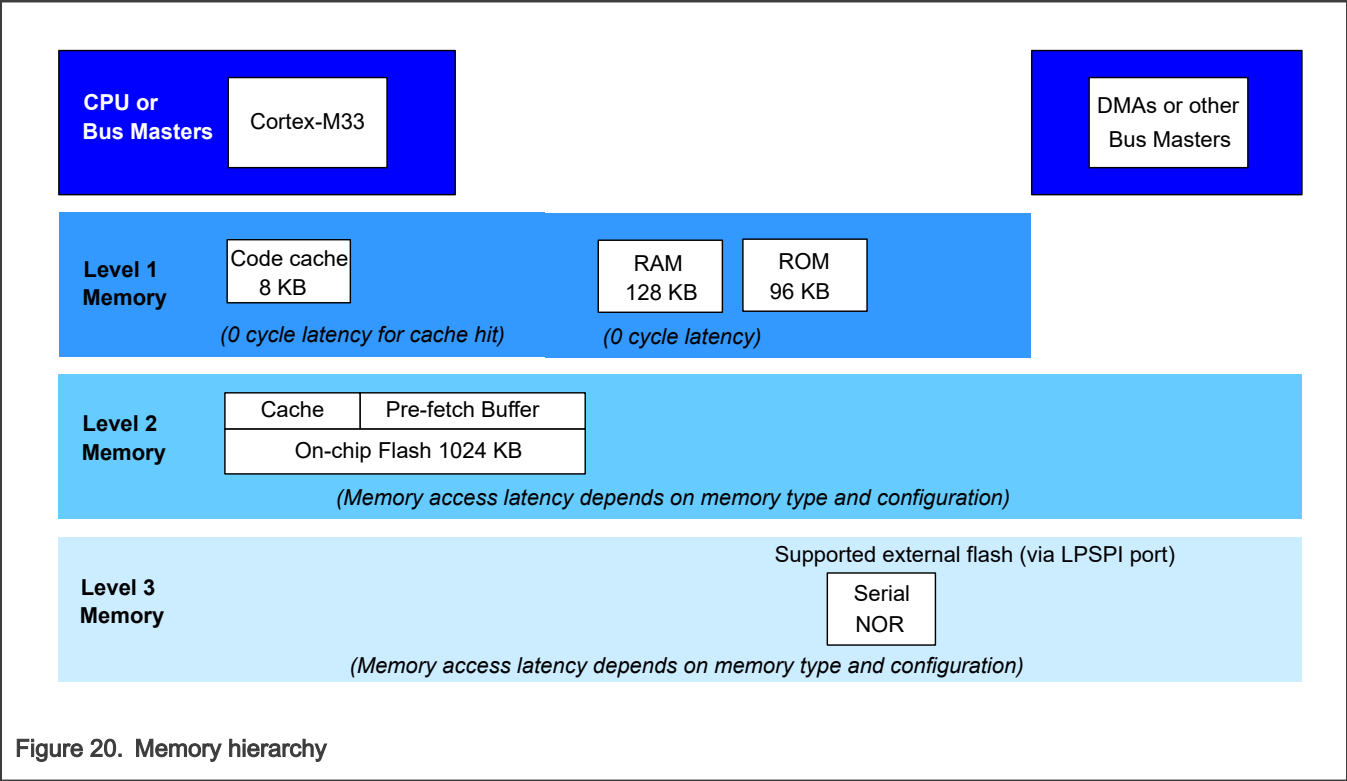 CPU or
Bus Masters
Cortex-M33
DMAs or other
Bus Masters
Level 1
Memory
Code cache
8 KB
(0 cycle latency for cache hit)
RAM
128 KB
ROM
96 KB
(0 cycle latency)
Level 2
Memory
Cache
Pre-fetch Buffer
On-chip Flash 1024 KB
(Memory access latency depends on memory type and configuration)
Level 3
Memory
Supported external flash (via LPSPI port)
Serial
NOR
(Memory access latency depends on memory type and configuration)
Figure 20. Memory hierarchy